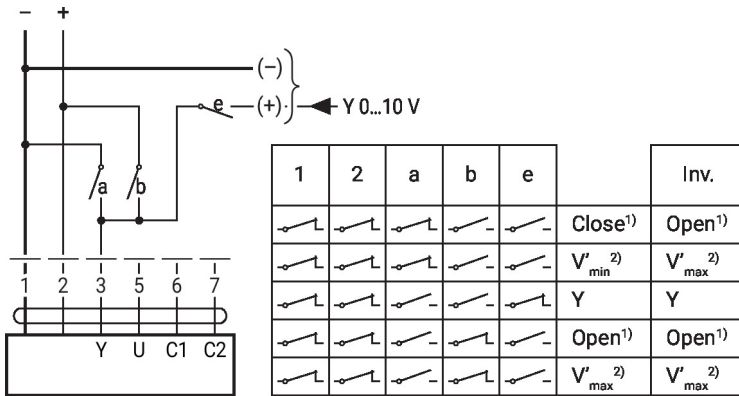 – +
(–)
e (+) Y 0...10 V
a b
1 2 3 5 6 7
Y U C1 C2
1 2 a b e Inv.
Close¹⁾ Open¹⁾
V'min²⁾ V'max²⁾
Y Y
Open¹⁾ Open¹⁾
V'max²⁾ V'max²⁾